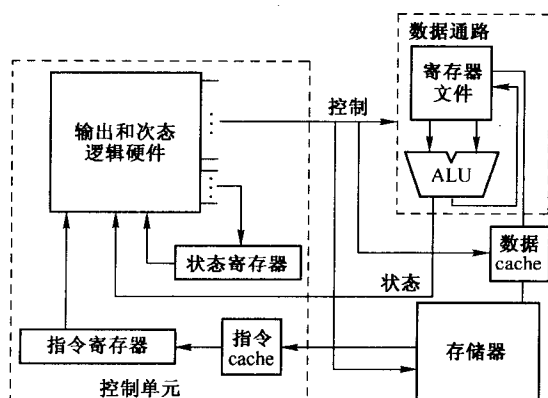 数据通路
寄存器
文件
控制
输出和次态
逻辑硬件
ALU
状态寄存器
数据
cache
状态
指令寄存器
指令
cache
存储器
控制单元